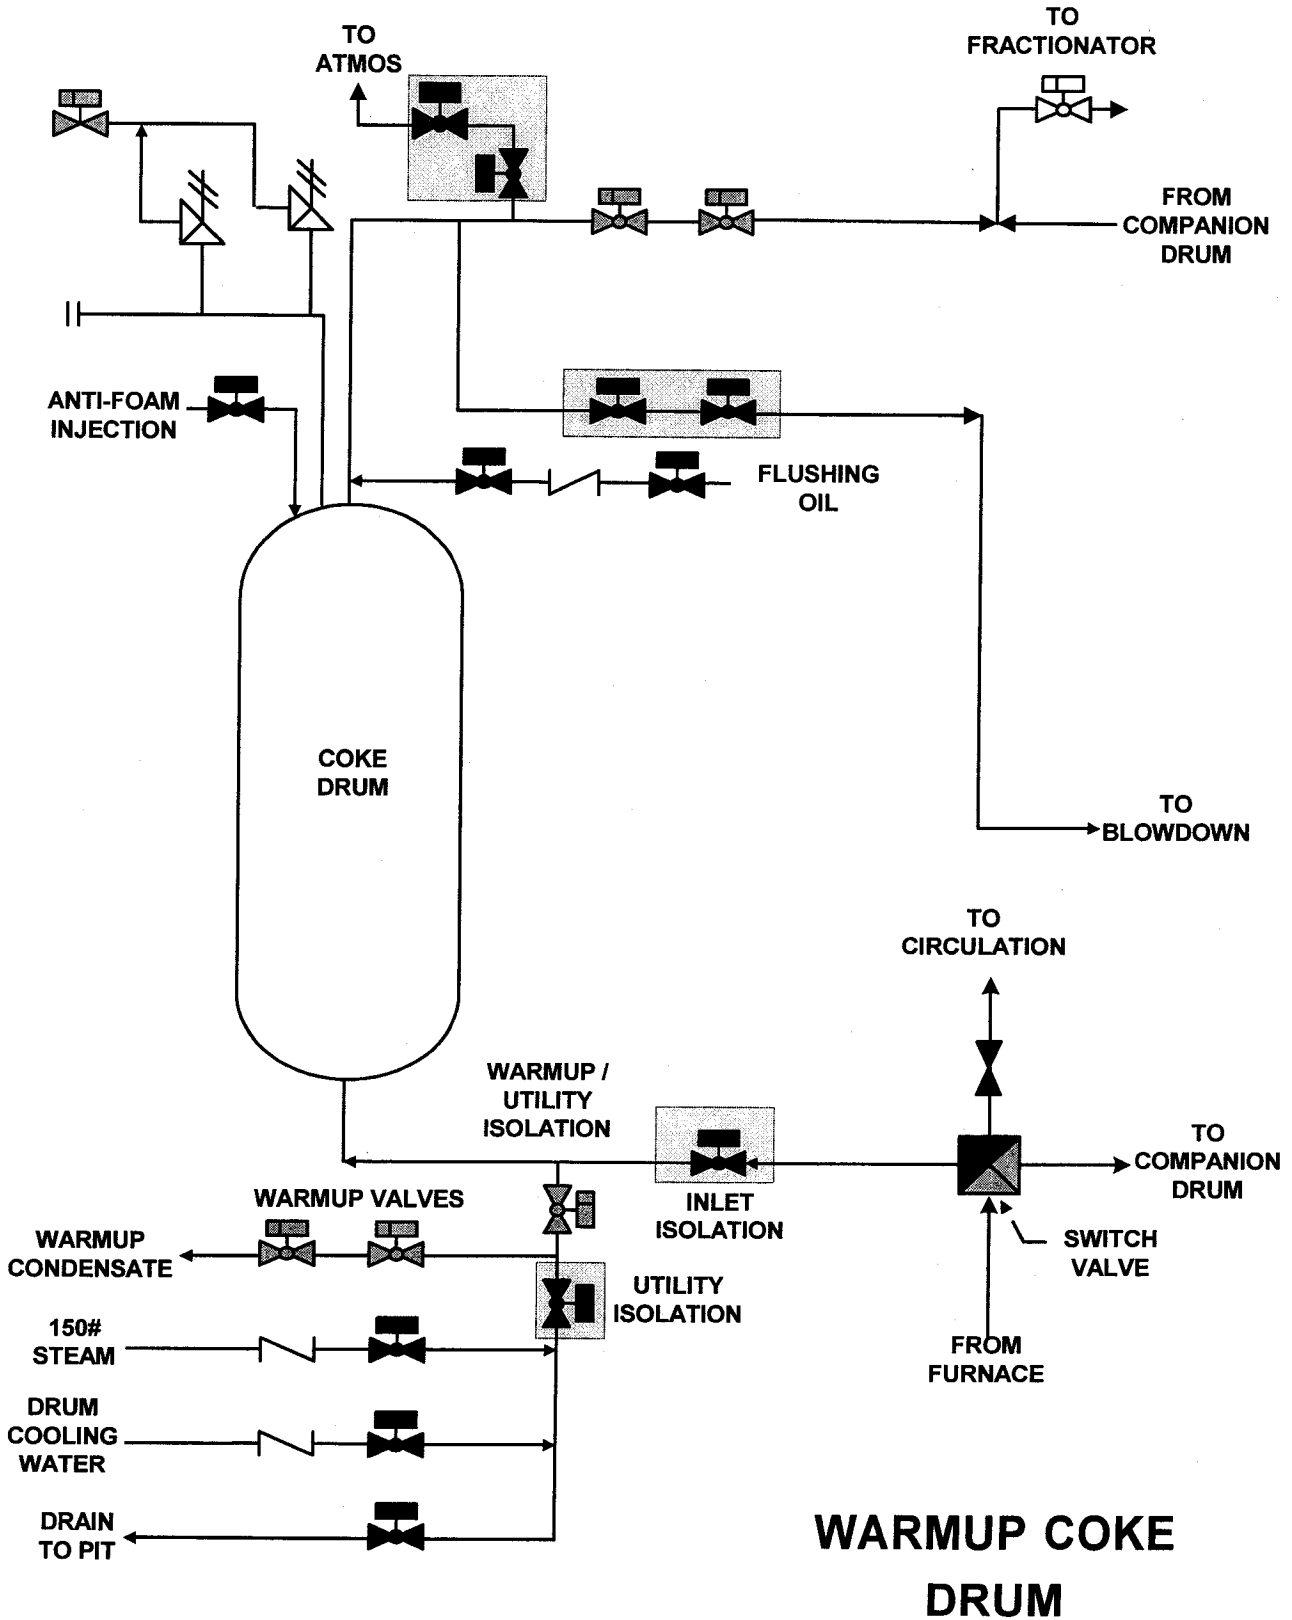 TO
ATMOS
TO
FRACTIONATOR
FROM
COMPANION
DRUM
ANTI-FOAM
INJECTION
FLUSHING
OIL
COKE
DRUM
TO
BLOWDOWN
TO
CIRCULATION
WARMUP /
UTILITY
ISOLATION
TO
COMPANION
DRUM
INLET
ISOLATION
SWITCH
VALVE
WARMUP VALVES
WARMUP
CONDENSATE
UTILITY
ISOLATION
150#
STEAM
FROM
FURNACE
DRUM
COOLING
WATER
DRAIN
TO PIT
WARMUP COKE
DRUM